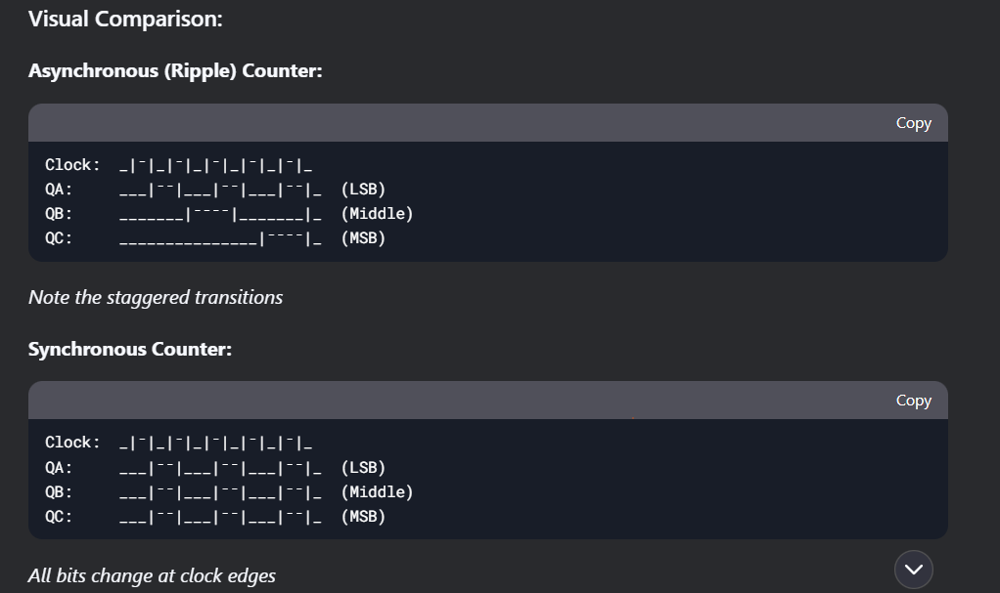 Visual Comparison:
Asynchronous (Ripple) Counter:
Copy
Clock:  _|¯|_|¯|_|¯|_|¯|_|¯|_
QA:     ___|¯¯|___|¯¯|___|¯¯|_  (LSB)
QB:     _______|¯¯¯¯|_______|_  (Middle)
QC:     _______________|¯¯¯¯|_  (MSB)
Note the staggered transitions
Synchronous Counter:
Copy
Clock:  _|¯|_|¯|_|¯|_|¯|_|¯|_
QA:     ___|¯¯|___|¯¯|___|¯¯|_  (LSB)
QB:     ___|¯¯|___|¯¯|___|¯¯|_  (Middle)
QC:     ___|¯¯|___|¯¯|___|¯¯|_  (MSB)
All bits change at clock edges